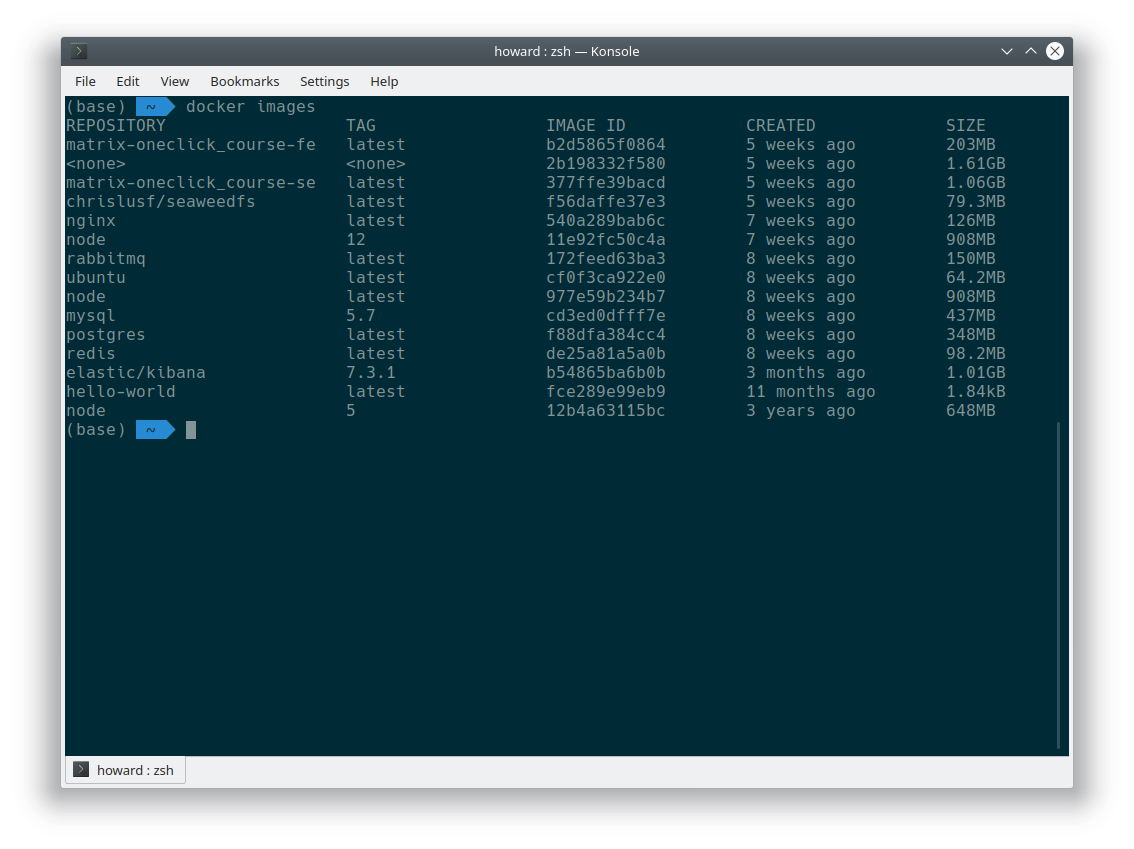 howard : zsh — Konsole
File Edit View Bookmarks Settings Help
(base) ~ docker images
REPOSITORY TAG IMAGE ID CREATED SIZE
matrix-oneclick_course-fe latest b2d5865f0864 5 weeks ago 203MB
<none> <none> 2b198332f580 5 weeks ago 1.61GB
matrix-oneclick_course-se latest 377ffe39bacd 5 weeks ago 1.06GB
chrislusf/seaweedfs latest f56daffe37e3 5 weeks ago 79.3MB
nginx latest 540a289bab6c 7 weeks ago 126MB
node 12 11e92fc50c4a 7 weeks ago 908MB
rabbitmq latest 172feed63ba3 8 weeks ago 150MB
ubuntu latest cf0f3ca922e0 8 weeks ago 64.2MB
node latest 977e59b234b7 8 weeks ago 908MB
mysql 5.7 cd3ed0dfff7e 8 weeks ago 437MB
postgres latest f88dfa384cc4 8 weeks ago 348MB
redis latest de25a81a5a0b 8 weeks ago 98.2MB
elastic/kibana 7.3.1 b54865ba6b0b 3 months ago 1.01GB
hello-world latest fce289e99eb9 11 months ago 1.84kB
node 5 12b4a63115bc 3 years ago 648MB
(base) ~
howard : zsh